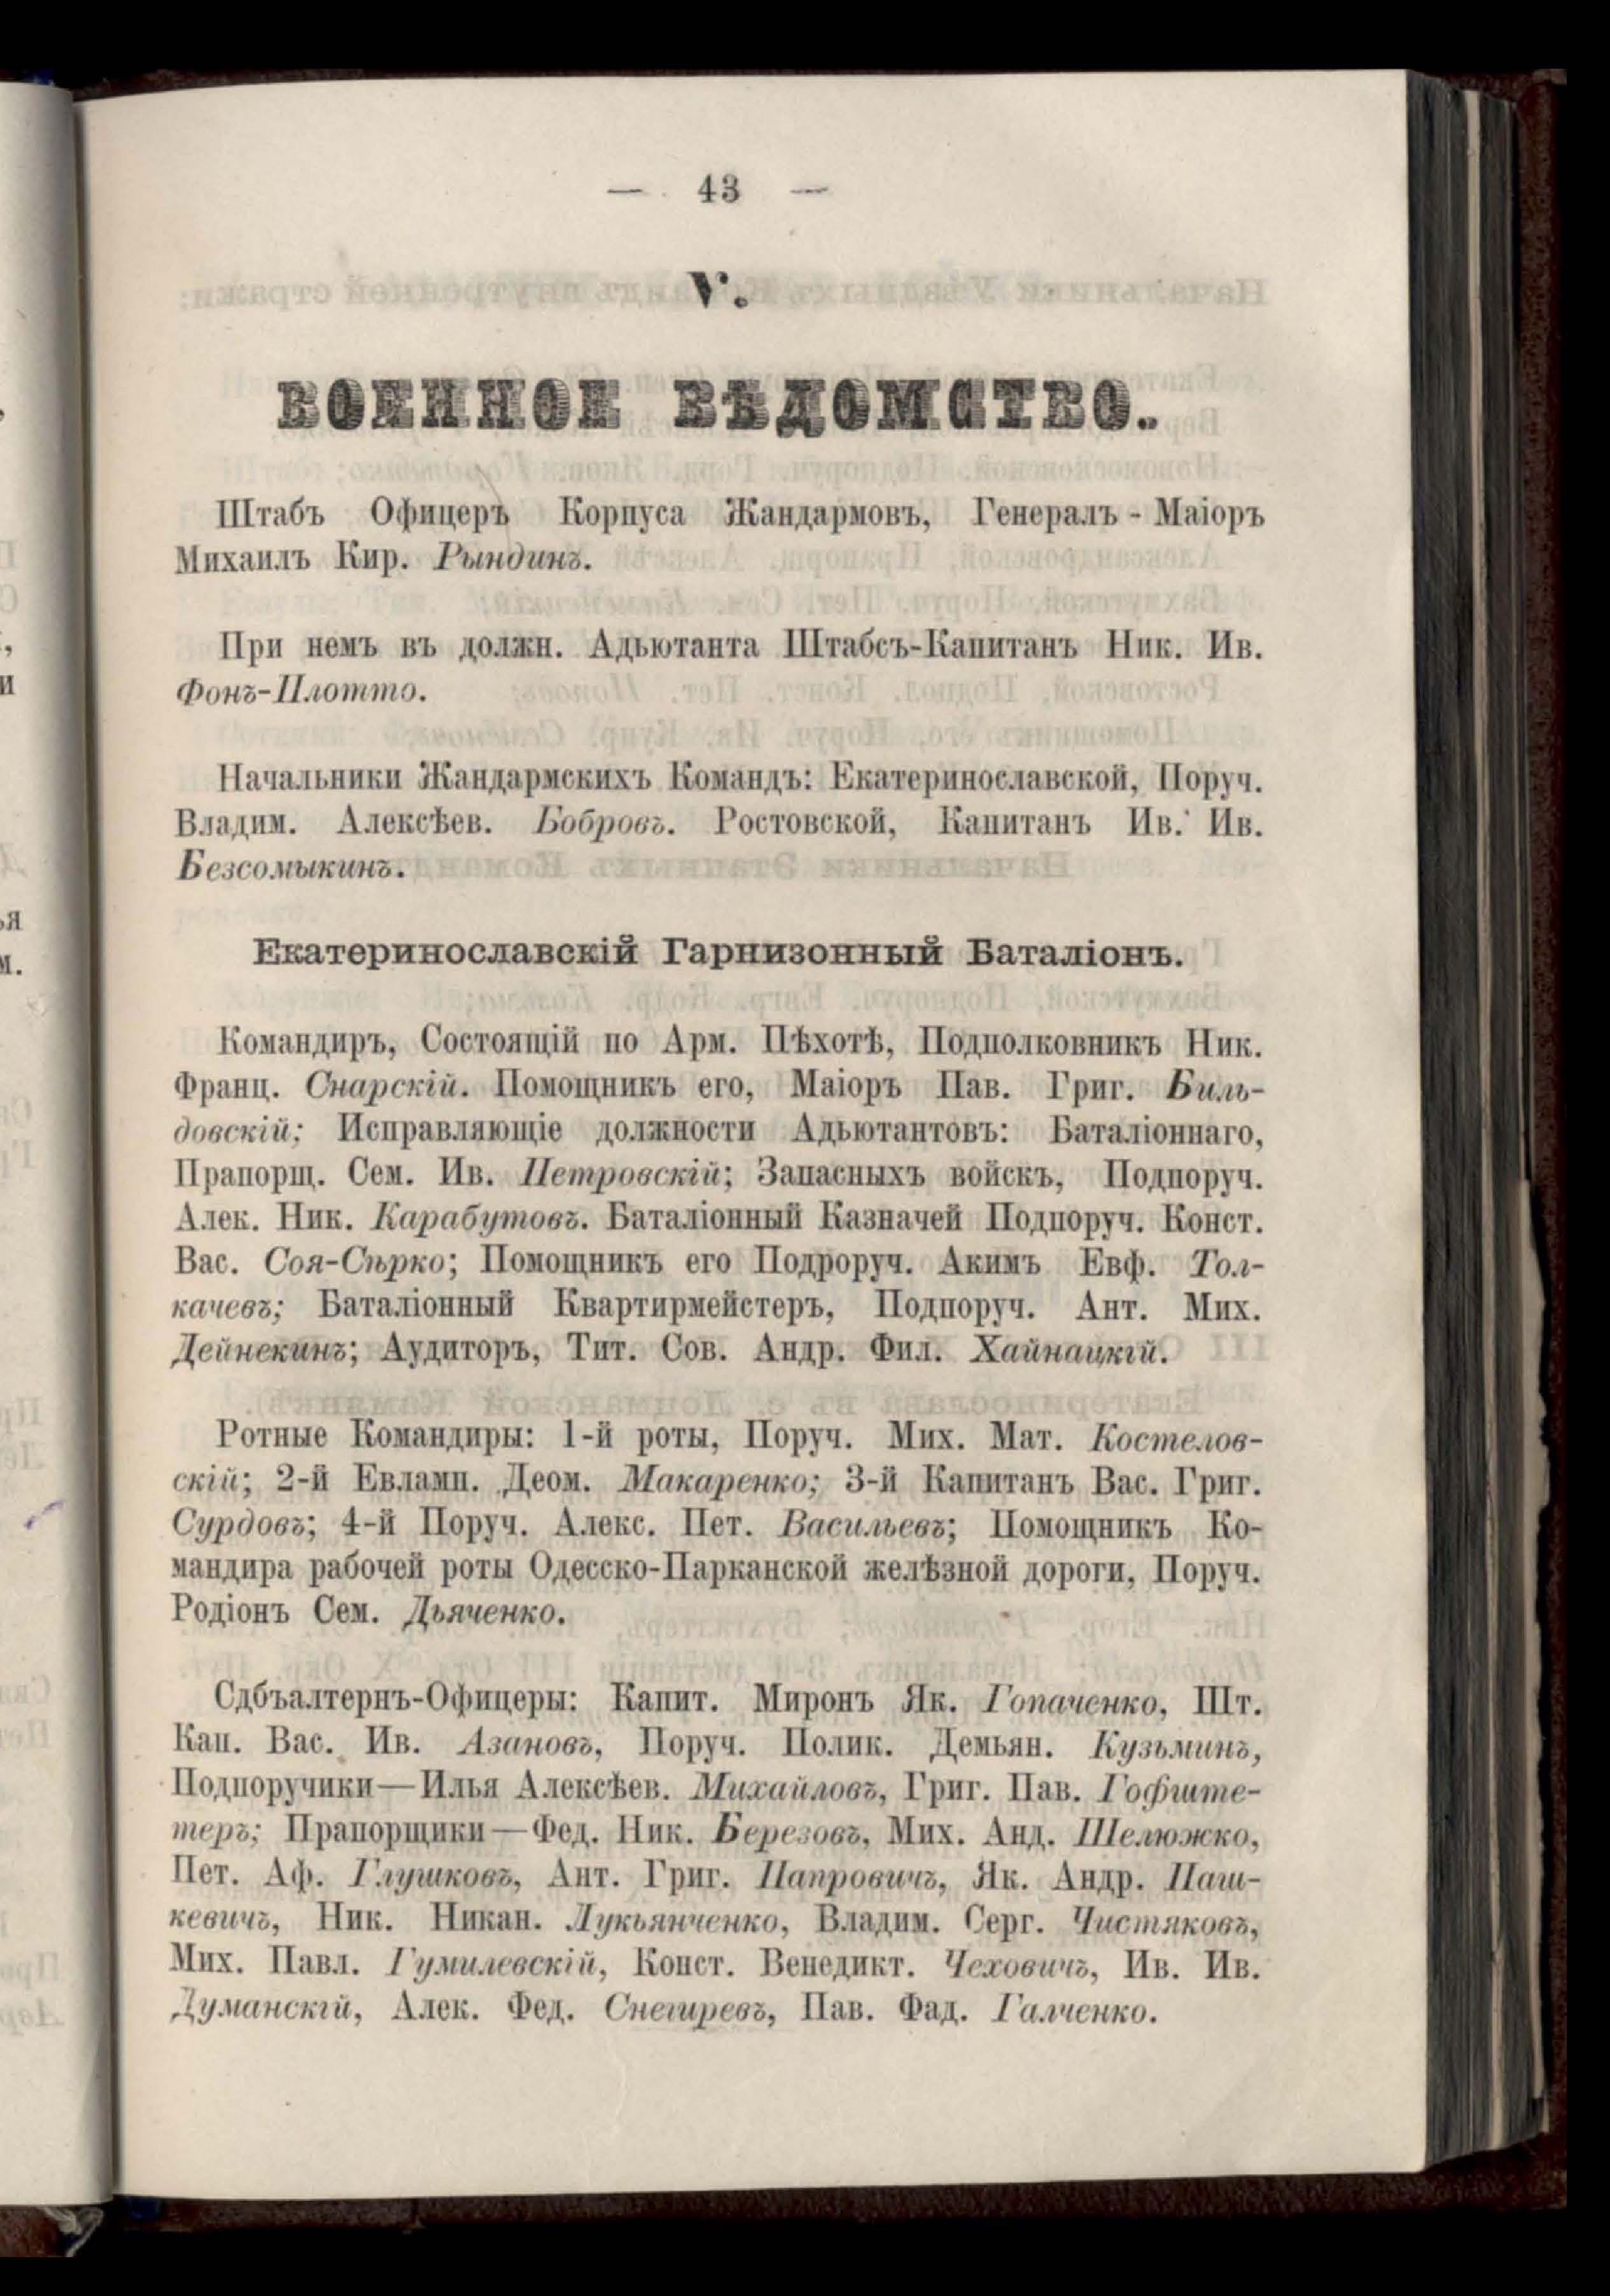 — 43 —
V.
ВОЕННОЕ ВѢДОМСТВО.
Штабъ Офицеръ Корпуса Жандармовъ, Генералъ - Маіоръ
Михаилъ Кир. Рындинъ.
При немъ въ должн. Адьютанта Штабсъ-Капитанъ Ник. Ив.
Фонъ-Плотто.
Начальники Жандармскихъ Командъ: Екатеринославской, Поруч.
Владим. Алексѣев. Бобровъ. Ростовской, Капитанъ Ив. Ив.
Безсомыкинъ.
Екатеринославскій Гарнизонный Баталіонъ.
Командиръ, Состоящій по Арм. Пѣхотѣ, Подполковникъ Ник.
Франц. Снарскій. Помощникъ его, Маіоръ Пав. Григ. Биль-
довскій; Исправляющіе должности Адьютантовъ: Баталіоннаго,
Прапорщ. Сем. Ив. Петровскій; Запасныхъ войскъ, Подпоруч.
Алек. Ник. Карабутовъ. Баталіонный Казначей Подпоруч. Конст.
Вас. Соя-Сѣрко; Помощникъ его Подроруч. Акимъ Евф. Тол-
качевъ; Баталіонный Квартирмейстеръ, Подпоруч. Ант. Мих.
Дейнекинъ; Аудиторъ, Тит. Сов. Андр. Фил. Хайнацкій.
Ротные Командиры: 1-й роты, Поруч. Мих. Мат. Костелов-
скій; 2-й Евламп. Деом. Макаренко; 3-й Капитанъ Вас. Григ.
Сурдовъ; 4-й Поруч. Алекс. Пет. Васильевъ; Помощникъ Ко-
мандира рабочей роты Одесско-Парканской желѣзной дороги, Поруч.
Родіонъ Сем. Дьяченко.
Сдбъалтернъ-Офицеры: Капит. Миронъ Як. Гопаченко, Шт.
Кап. Вас. Ив. Азановъ, Поруч. Полик. Демьян. Кузьминъ,
Подпоручики—Илья Алексѣев. Михайловъ, Григ. Пав. Гофште-
теръ; Прапорщики—Фед. Ник. Березовъ, Мих. Анд. Шелюжко,
Пет. Аф. Глушковъ, Ант. Григ. Папровичъ, Як. Андр. Паш-
кевичъ, Ник. Никан. Лукьянченко, Владим. Серг. Чистяковъ,
Мих. Павл. Гумилевскій, Конст. Венедикт. Чеховичъ, Ив. Ив.
Думанскій, Алек. Фед. Снегиревъ, Пав. Фад. Галченко.